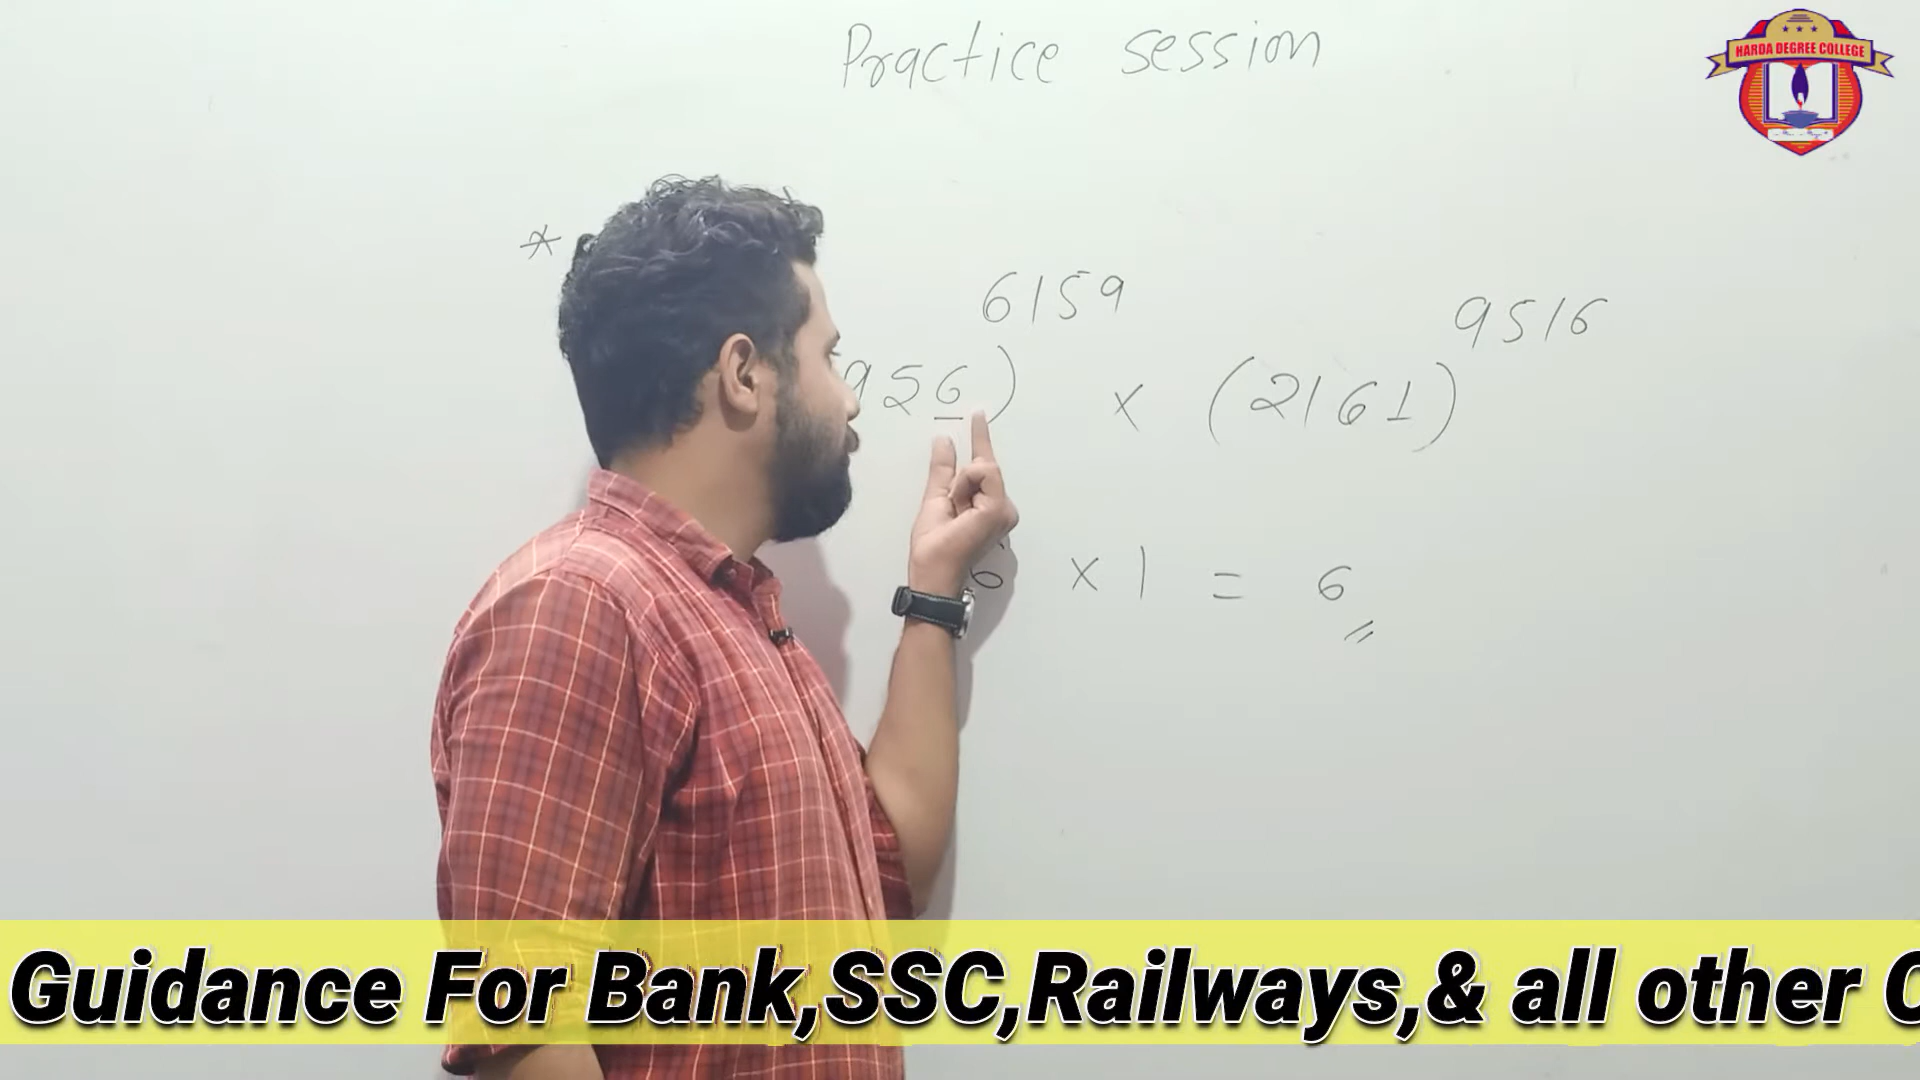 Practice session
HARDA DEGREE COLLEGE
*
6159 9516
956) × (2161)
6 × 1 = 6
Guidance For Bank,SSC,Railways,& all other